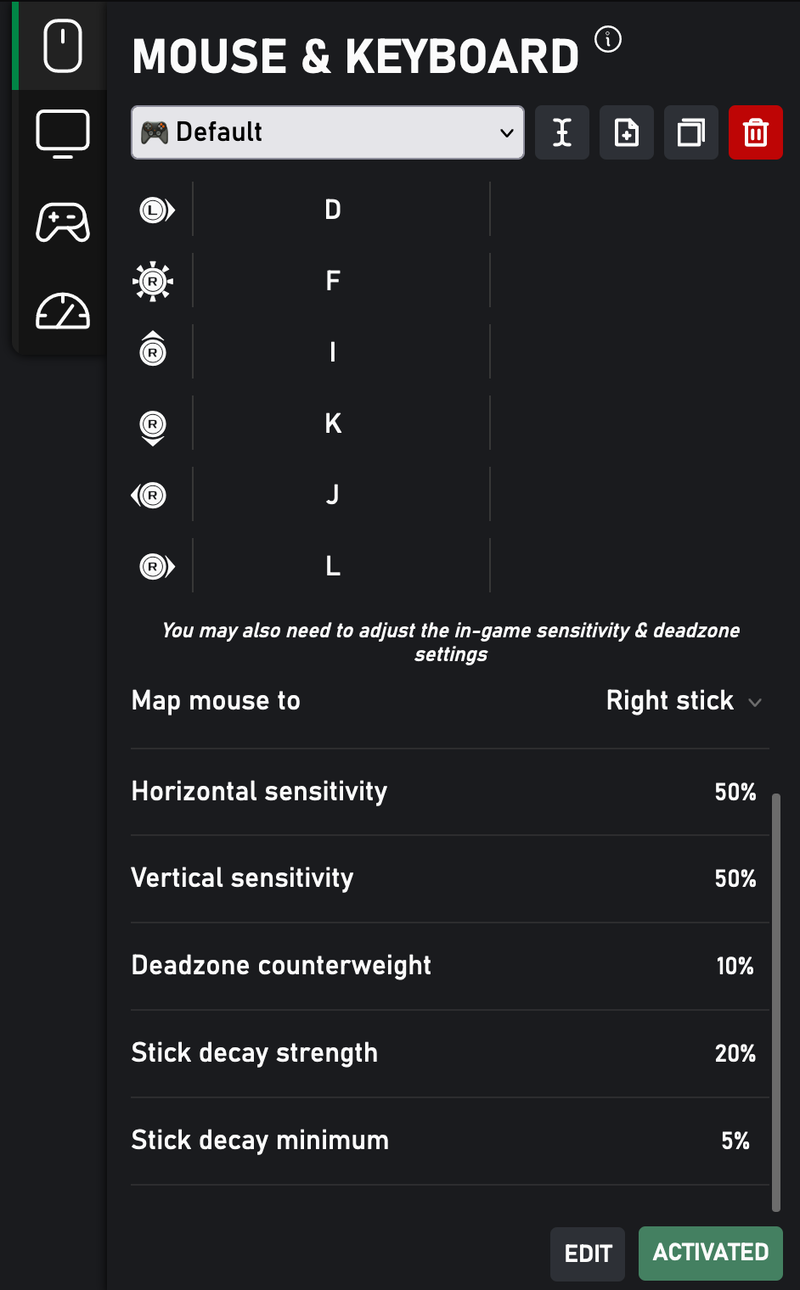 MOUSE & KEYBOARD
Default
L D
R F
R I
R K
R J
R L
You may also need to adjust the in-game sensitivity & deadzone
settings
Map mouse to Right stick
Horizontal sensitivity 50%
Vertical sensitivity 50%
Deadzone counterweight 10%
Stick decay strength 20%
Stick decay minimum 5%
EDIT ACTIVATED